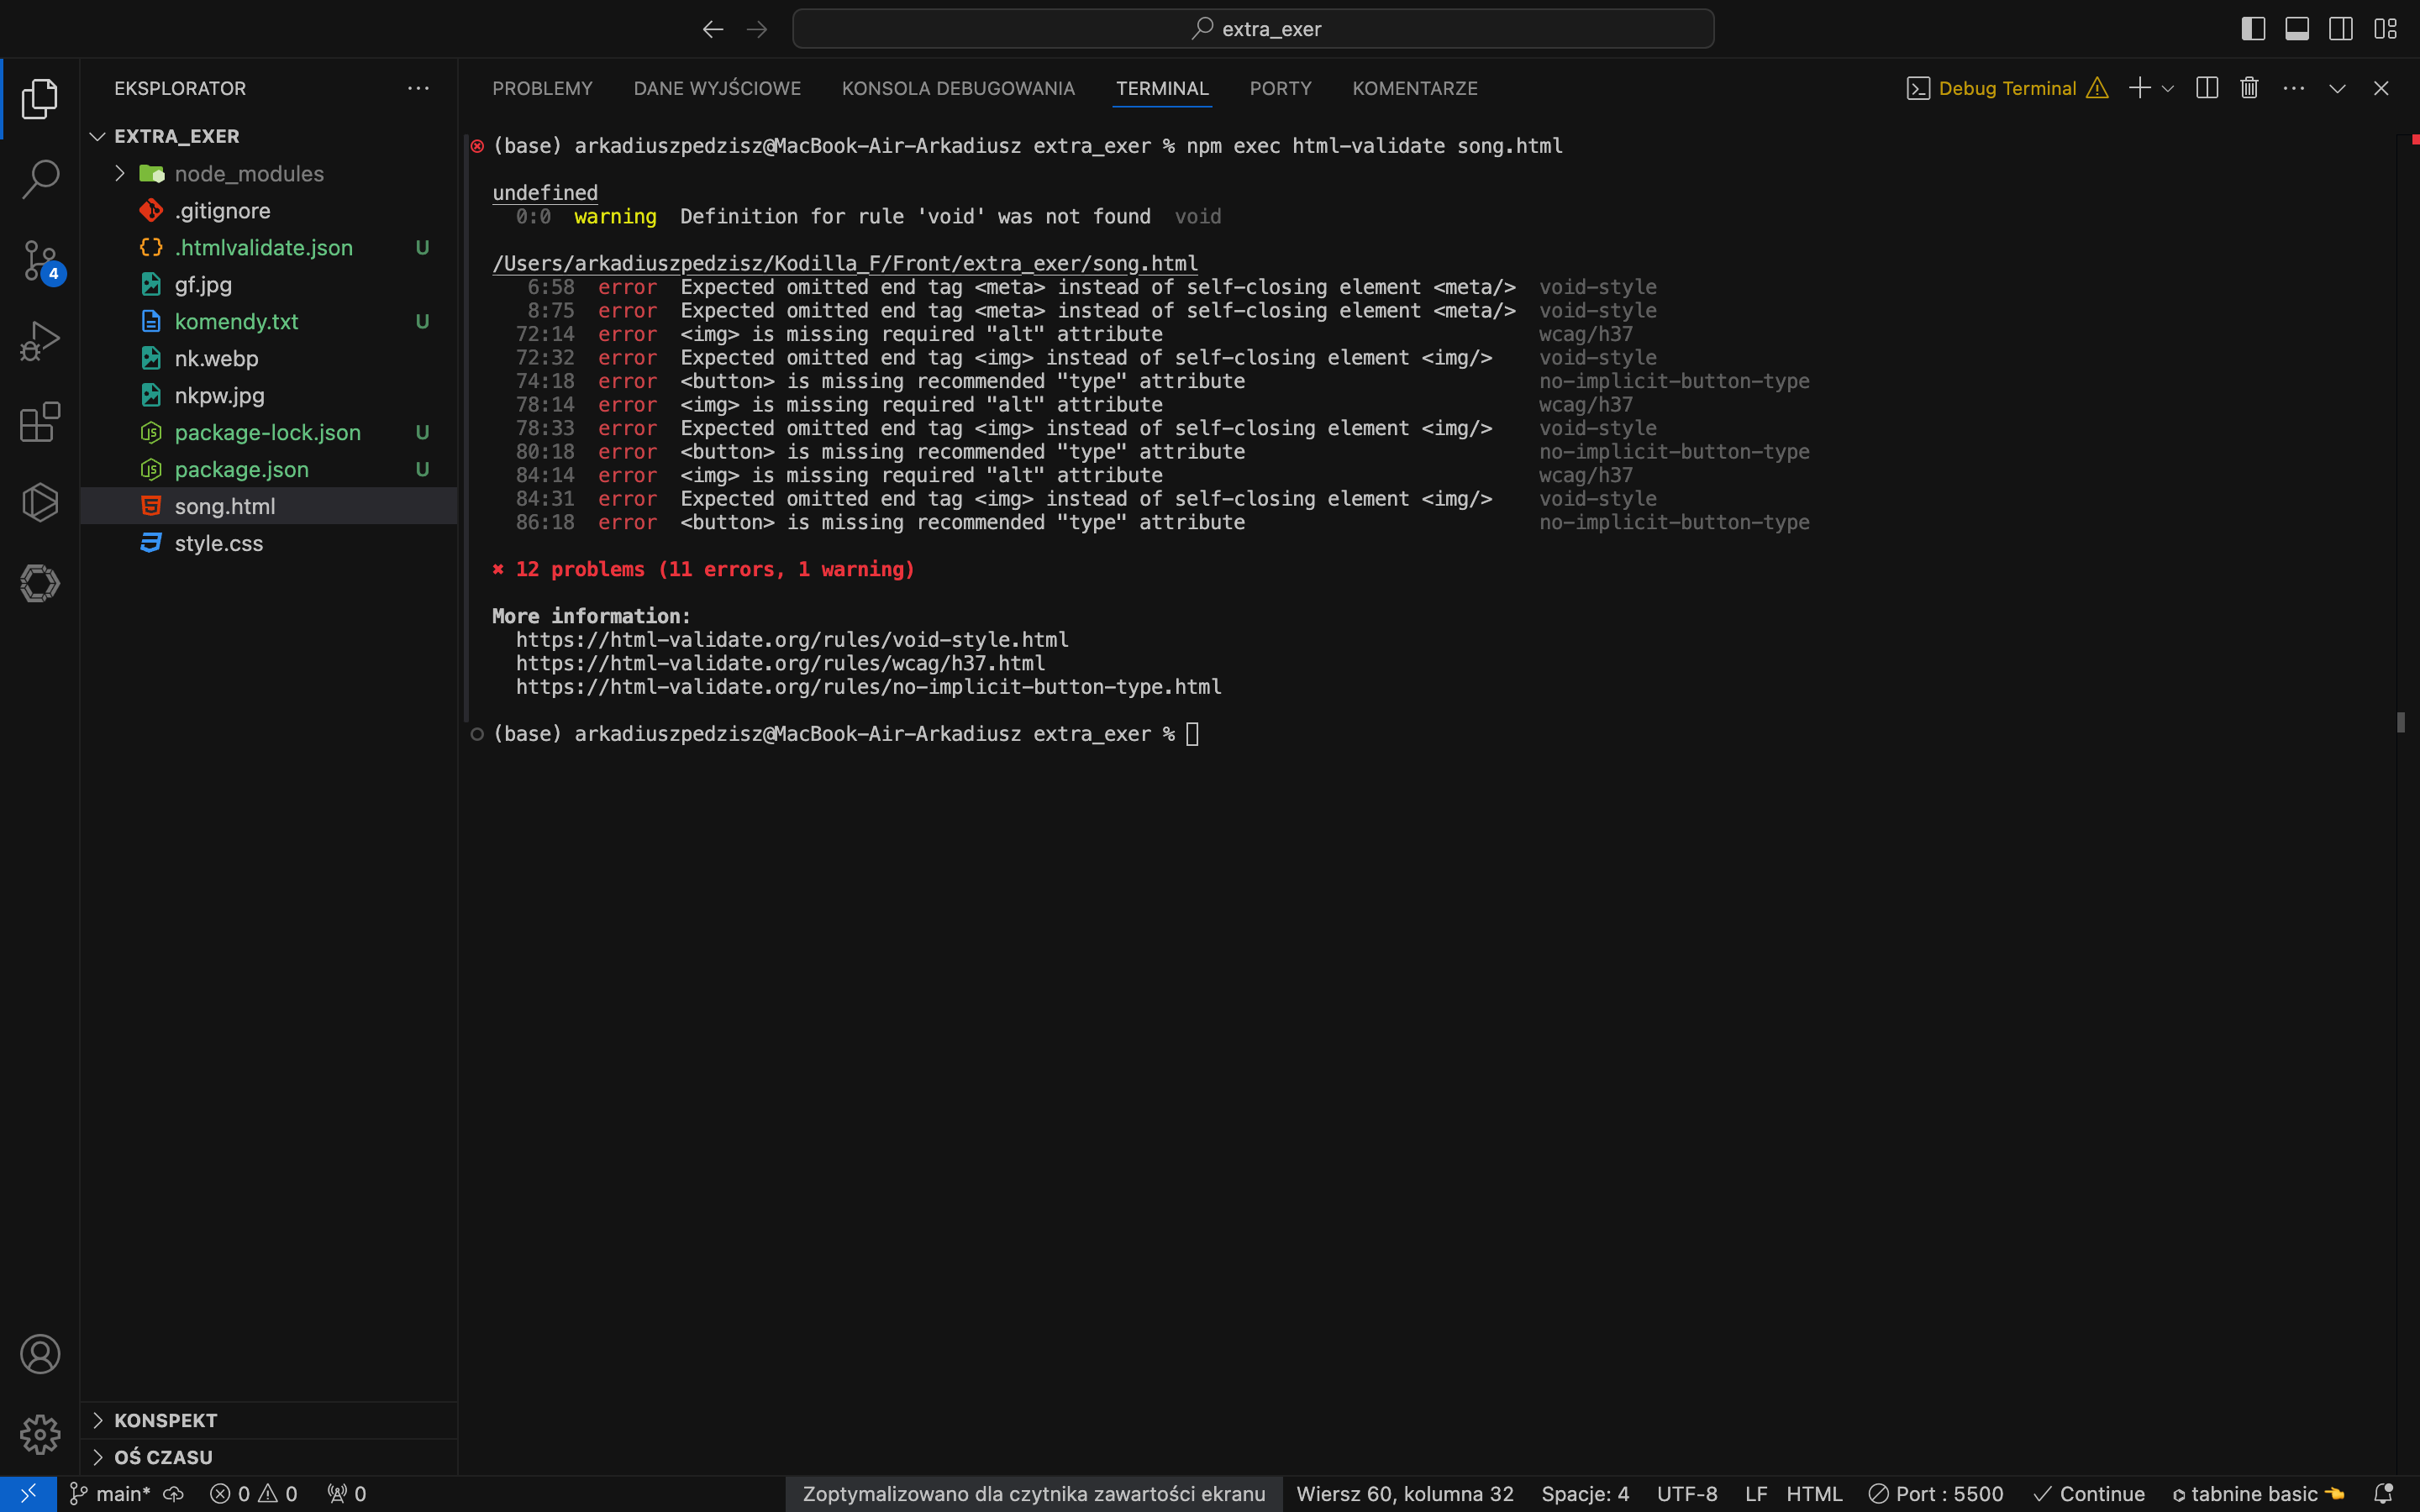 extra_exer
EKSPLORATOR
EXTRA_EXER
node_modules
.gitignore
.htmlvalidate.json U
gf.jpg
komendy.txt U
nk.webp
nkpw.jpg
package-lock.json U
package.json U
song.html
style.css
4
KONSPEKT
OŚ CZASU
PROBLEMY DANE WYJŚCIOWE KONSOLA DEBUGOWANIA TERMINAL PORTY KOMENTARZE Debug Terminal
(base) arkadiuszpedzisz@MacBook-Air-Arkadiusz extra_exer % npm exec html-validate song.html
undefined
0:0 warning Definition for rule 'void' was not found void
/Users/arkadiuszpedzisz/Kodilla_F/Front/extra_exer/song.html
6:58 error Expected omitted end tag <meta> instead of self-closing element <meta/> void-style
8:75 error Expected omitted end tag <meta> instead of self-closing element <meta/> void-style
72:14 error <img> is missing required "alt" attribute wcag/h37
72:32 error Expected omitted end tag <img> instead of self-closing element <img/> void-style
74:18 error <button> is missing recommended "type" attribute no-implicit-button-type
78:14 error <img> is missing required "alt" attribute wcag/h37
78:33 error Expected omitted end tag <img> instead of self-closing element <img/> void-style
80:18 error <button> is missing recommended "type" attribute no-implicit-button-type
84:14 error <img> is missing required "alt" attribute wcag/h37
84:31 error Expected omitted end tag <img> instead of self-closing element <img/> void-style
86:18 error <button> is missing recommended "type" attribute no-implicit-button-type
✖ 12 problems (11 errors, 1 warning)
More information:
https://html-validate.org/rules/void-style.html
https://html-validate.org/rules/wcag/h37.html
https://html-validate.org/rules/no-implicit-button-type.html
(base) arkadiuszpedzisz@MacBook-Air-Arkadiusz extra_exer %
main* 0 0 0 Zoptymalizowano dla czytnika zawartości ekranu Wiersz 60, kolumna 32 Spacje: 4 UTF-8 LF HTML Port : 5500 Continue tabnine basic